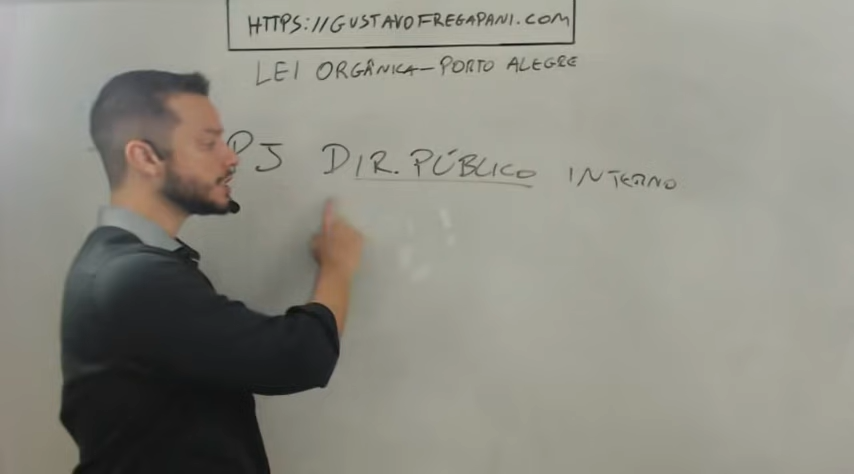 HTTPS://GUSTAVOFREGAPANI.COM
LEI ORGÂNICA - PORTO ALEGRE
PJ DIR. PÚBLICO INTERNO